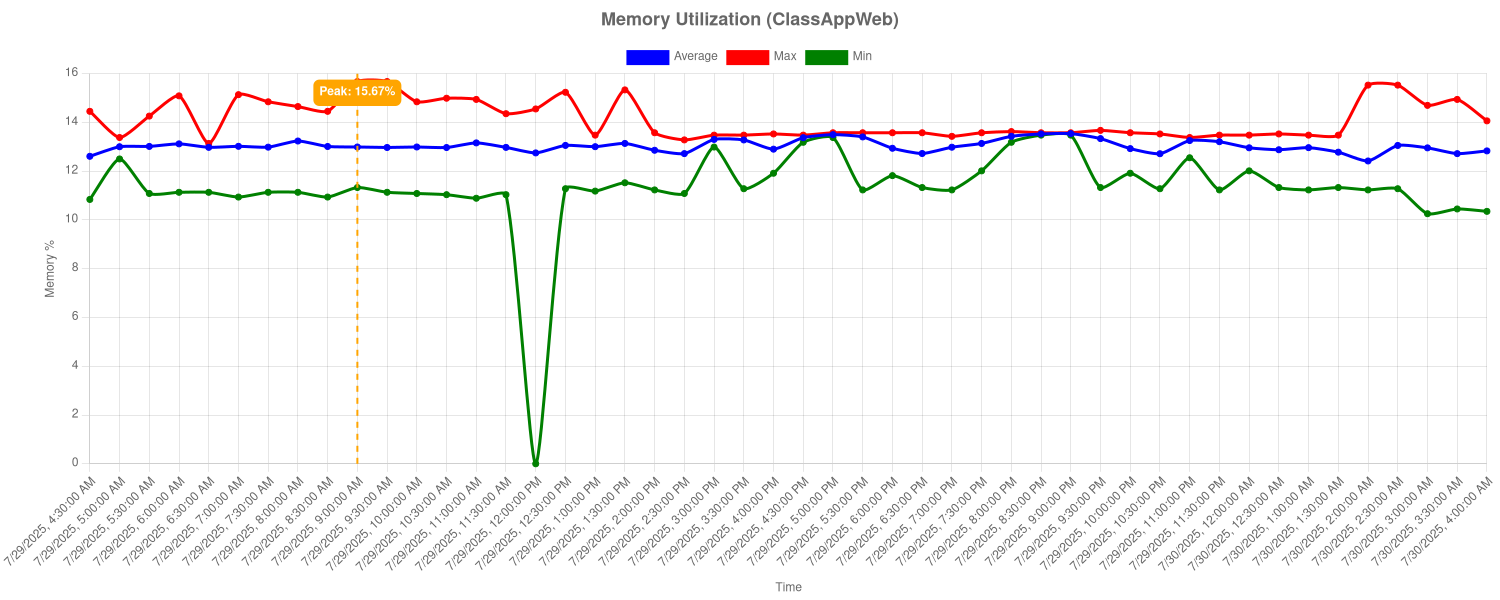 Memory Utilization (ClassAppWeb)
Average Max Min
Peak: 15.67%
16
14
12
10
8
6
4
2
0
Memory %
7/29/2025, 4:30:00 AM
7/29/2025, 5:00:00 AM
7/29/2025, 5:30:00 AM
7/29/2025, 6:00:00 AM
7/29/2025, 6:30:00 AM
7/29/2025, 7:00:00 AM
7/29/2025, 7:30:00 AM
7/29/2025, 8:00:00 AM
7/29/2025, 8:30:00 AM
7/29/2025, 9:00:00 AM
7/29/2025, 9:30:00 AM
7/29/2025, 10:00:00 AM
7/29/2025, 10:30:00 AM
7/29/2025, 11:00:00 AM
7/29/2025, 11:30:00 AM
7/29/2025, 12:00:00 PM
7/29/2025, 12:30:00 PM
7/29/2025, 1:00:00 PM
7/29/2025, 1:30:00 PM
7/29/2025, 2:00:00 PM
7/29/2025, 2:30:00 PM
7/29/2025, 3:00:00 PM
7/29/2025, 3:30:00 PM
7/29/2025, 4:00:00 PM
7/29/2025, 4:30:00 PM
7/29/2025, 5:00:00 PM
7/29/2025, 5:30:00 PM
7/29/2025, 6:00:00 PM
7/29/2025, 6:30:00 PM
7/29/2025, 7:00:00 PM
7/29/2025, 7:30:00 PM
7/29/2025, 8:00:00 PM
7/29/2025, 8:30:00 PM
7/29/2025, 9:00:00 PM
7/29/2025, 9:30:00 PM
7/29/2025, 10:00:00 PM
7/29/2025, 10:30:00 PM
7/29/2025, 11:00:00 PM
7/29/2025, 11:30:00 PM
7/30/2025, 12:00:00 AM
7/30/2025, 12:30:00 AM
7/30/2025, 1:00:00 AM
7/30/2025, 1:30:00 AM
7/30/2025, 2:00:00 AM
7/30/2025, 2:30:00 AM
7/30/2025, 3:00:00 AM
7/30/2025, 3:30:00 AM
7/30/2025, 4:00:00 AM
Time